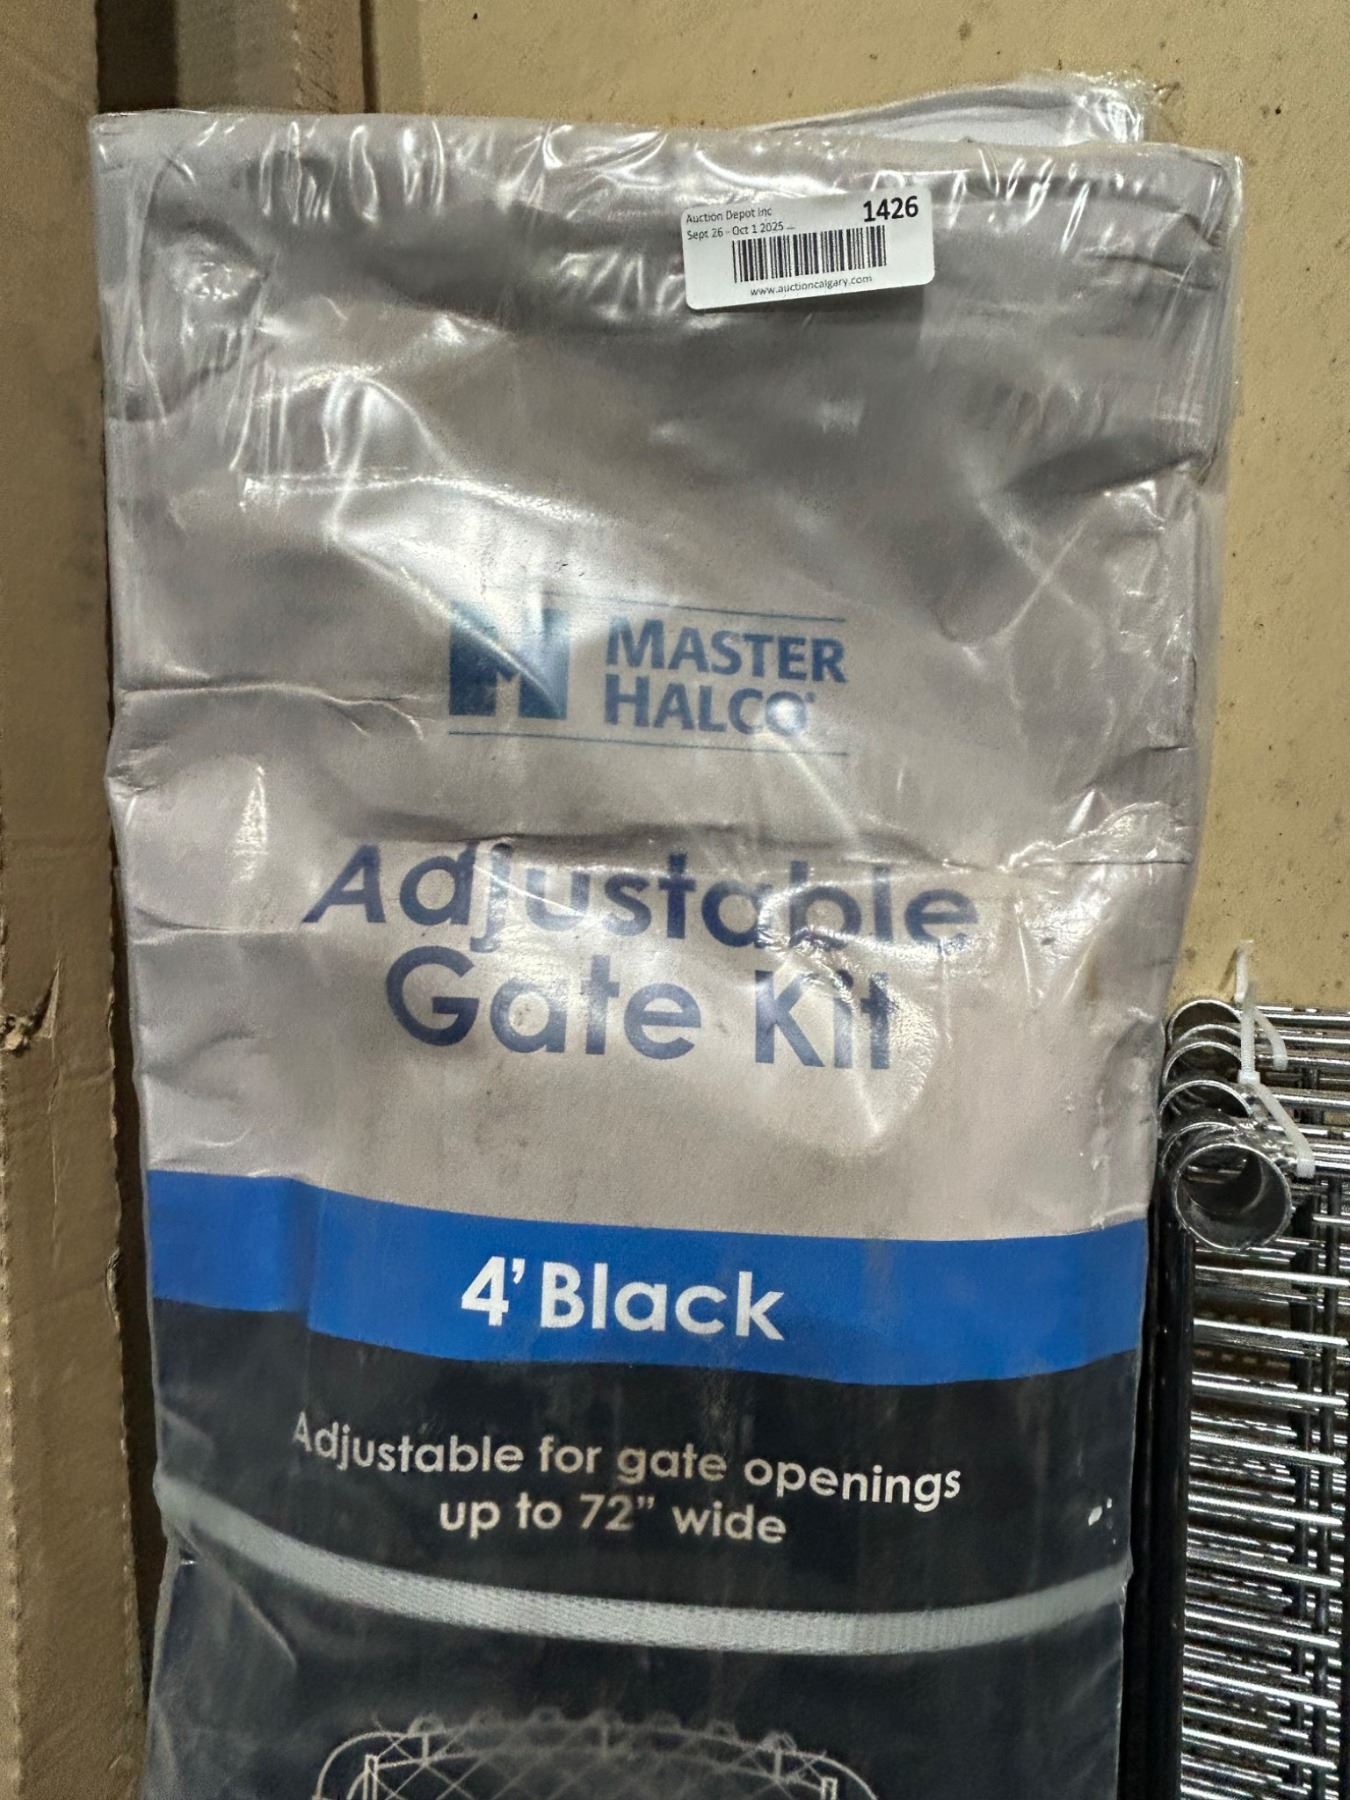 Auction Depot Inc
1426
Sept 26 - Oct 1 2025 ...
www.auctioncalgary.com
MASTER
HALCO
Adjustable
Gate Kit
4' Black
Adjustable for gate openings
up to 72" wide